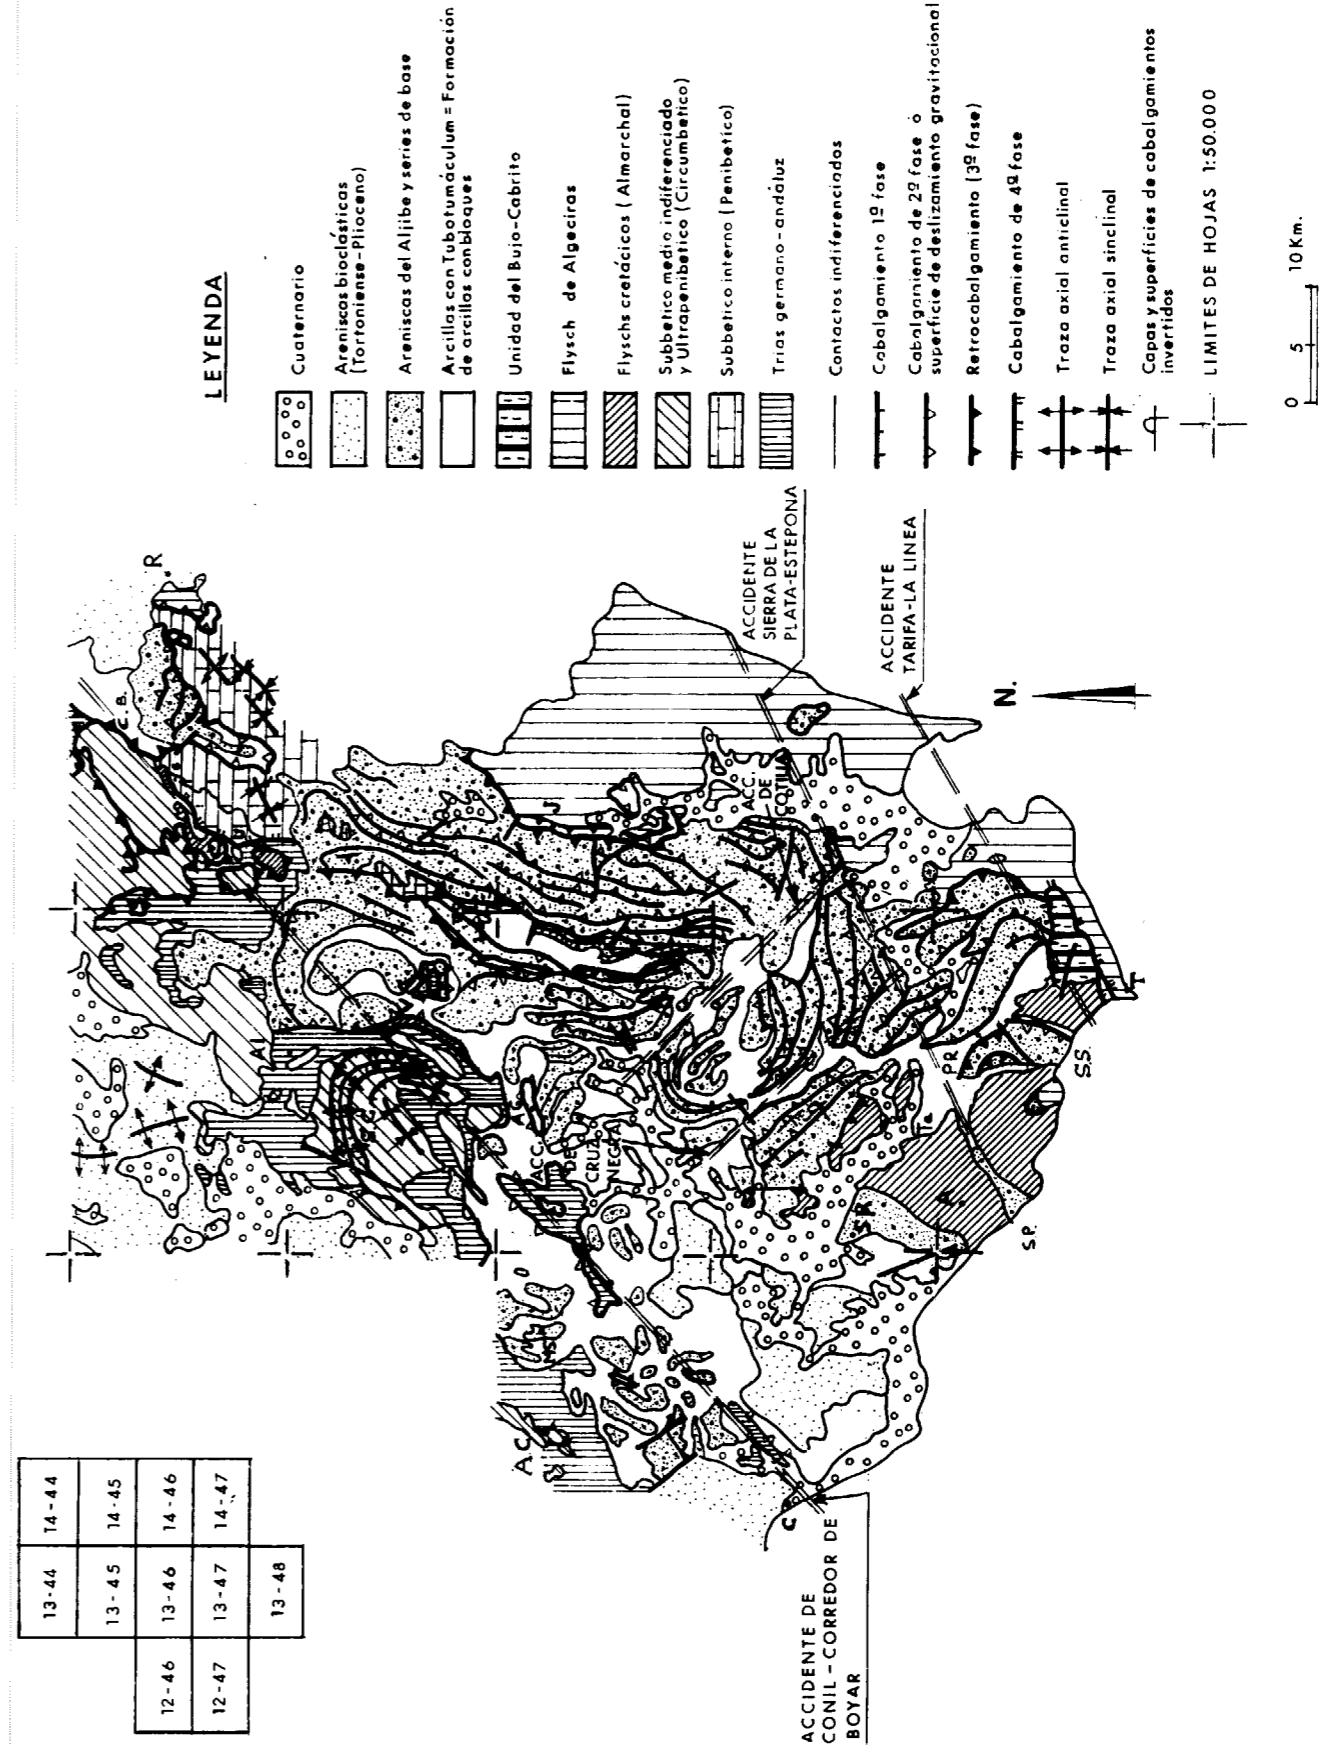 LEYENDA
Cuaternario
Areniscas bioclásticas
(Tortoniense-Plioceno)
Areniscas del Aljibe y series de base
Arcillas con Tubotumáculum = Formación
de arcillas con bloques
Unidad del Bujo-Cabrito
Flysch de Algeciras
Flyschs cretácicos (Almarchal)
Subbetico medio indiferenciado
y Ultrapenibetico (Circumbetico)
Subbetico interno (Penibetico)
Trias germano-andáluz
Contactos indiferenciados
Cabalgamiento 1ª fase
Cabalgamiento de 2ª fase ó
superficie de deslizamiento gravitacional
Retrocabalgamiento (3ª fase)
Cabalgamiento de 4ª fase
Traza axial anticlinal
Traza axial sinclinal
Capas y superficies de cabalgamientos
invertidos
LIMITES DE HOJAS 1:50.000
0 5 10 Km.
N.
ACCIDENTE
SIERRA DE LA
PLATA-ESTEPONA
ACCIDENTE
TARIFA-LA LINEA
ACC.
DE
COTILLA
ACC.
DE
CRUZ
NEGRA
ACCIDENTE DE
CONIL-CORREDOR DE
BOYAR
R.
C.B.
J
Al
A.C.
MS
C
P.R
S.S.
T
S.P.
S R
13-44 14-44
13-45 14-45
12-46 13-46 14-46
12-47 13-47 14-47
13-48